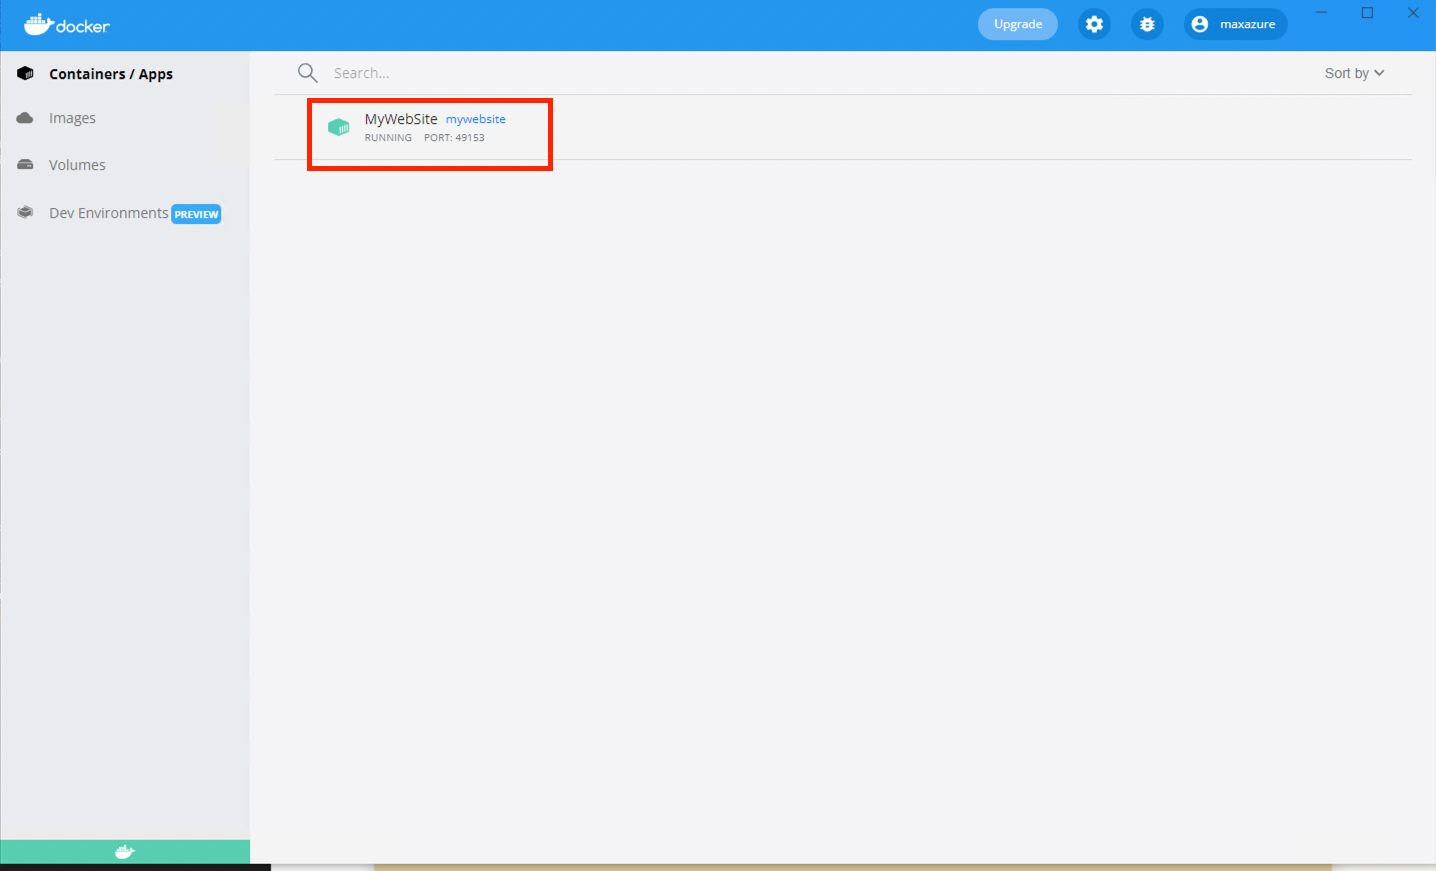 docker
Upgrade
maxazure
Containers / Apps
Images
Volumes
Dev Environments PREVIEW
Search...
Sort by
MyWebSite mywebsite
RUNNING PORT: 49153